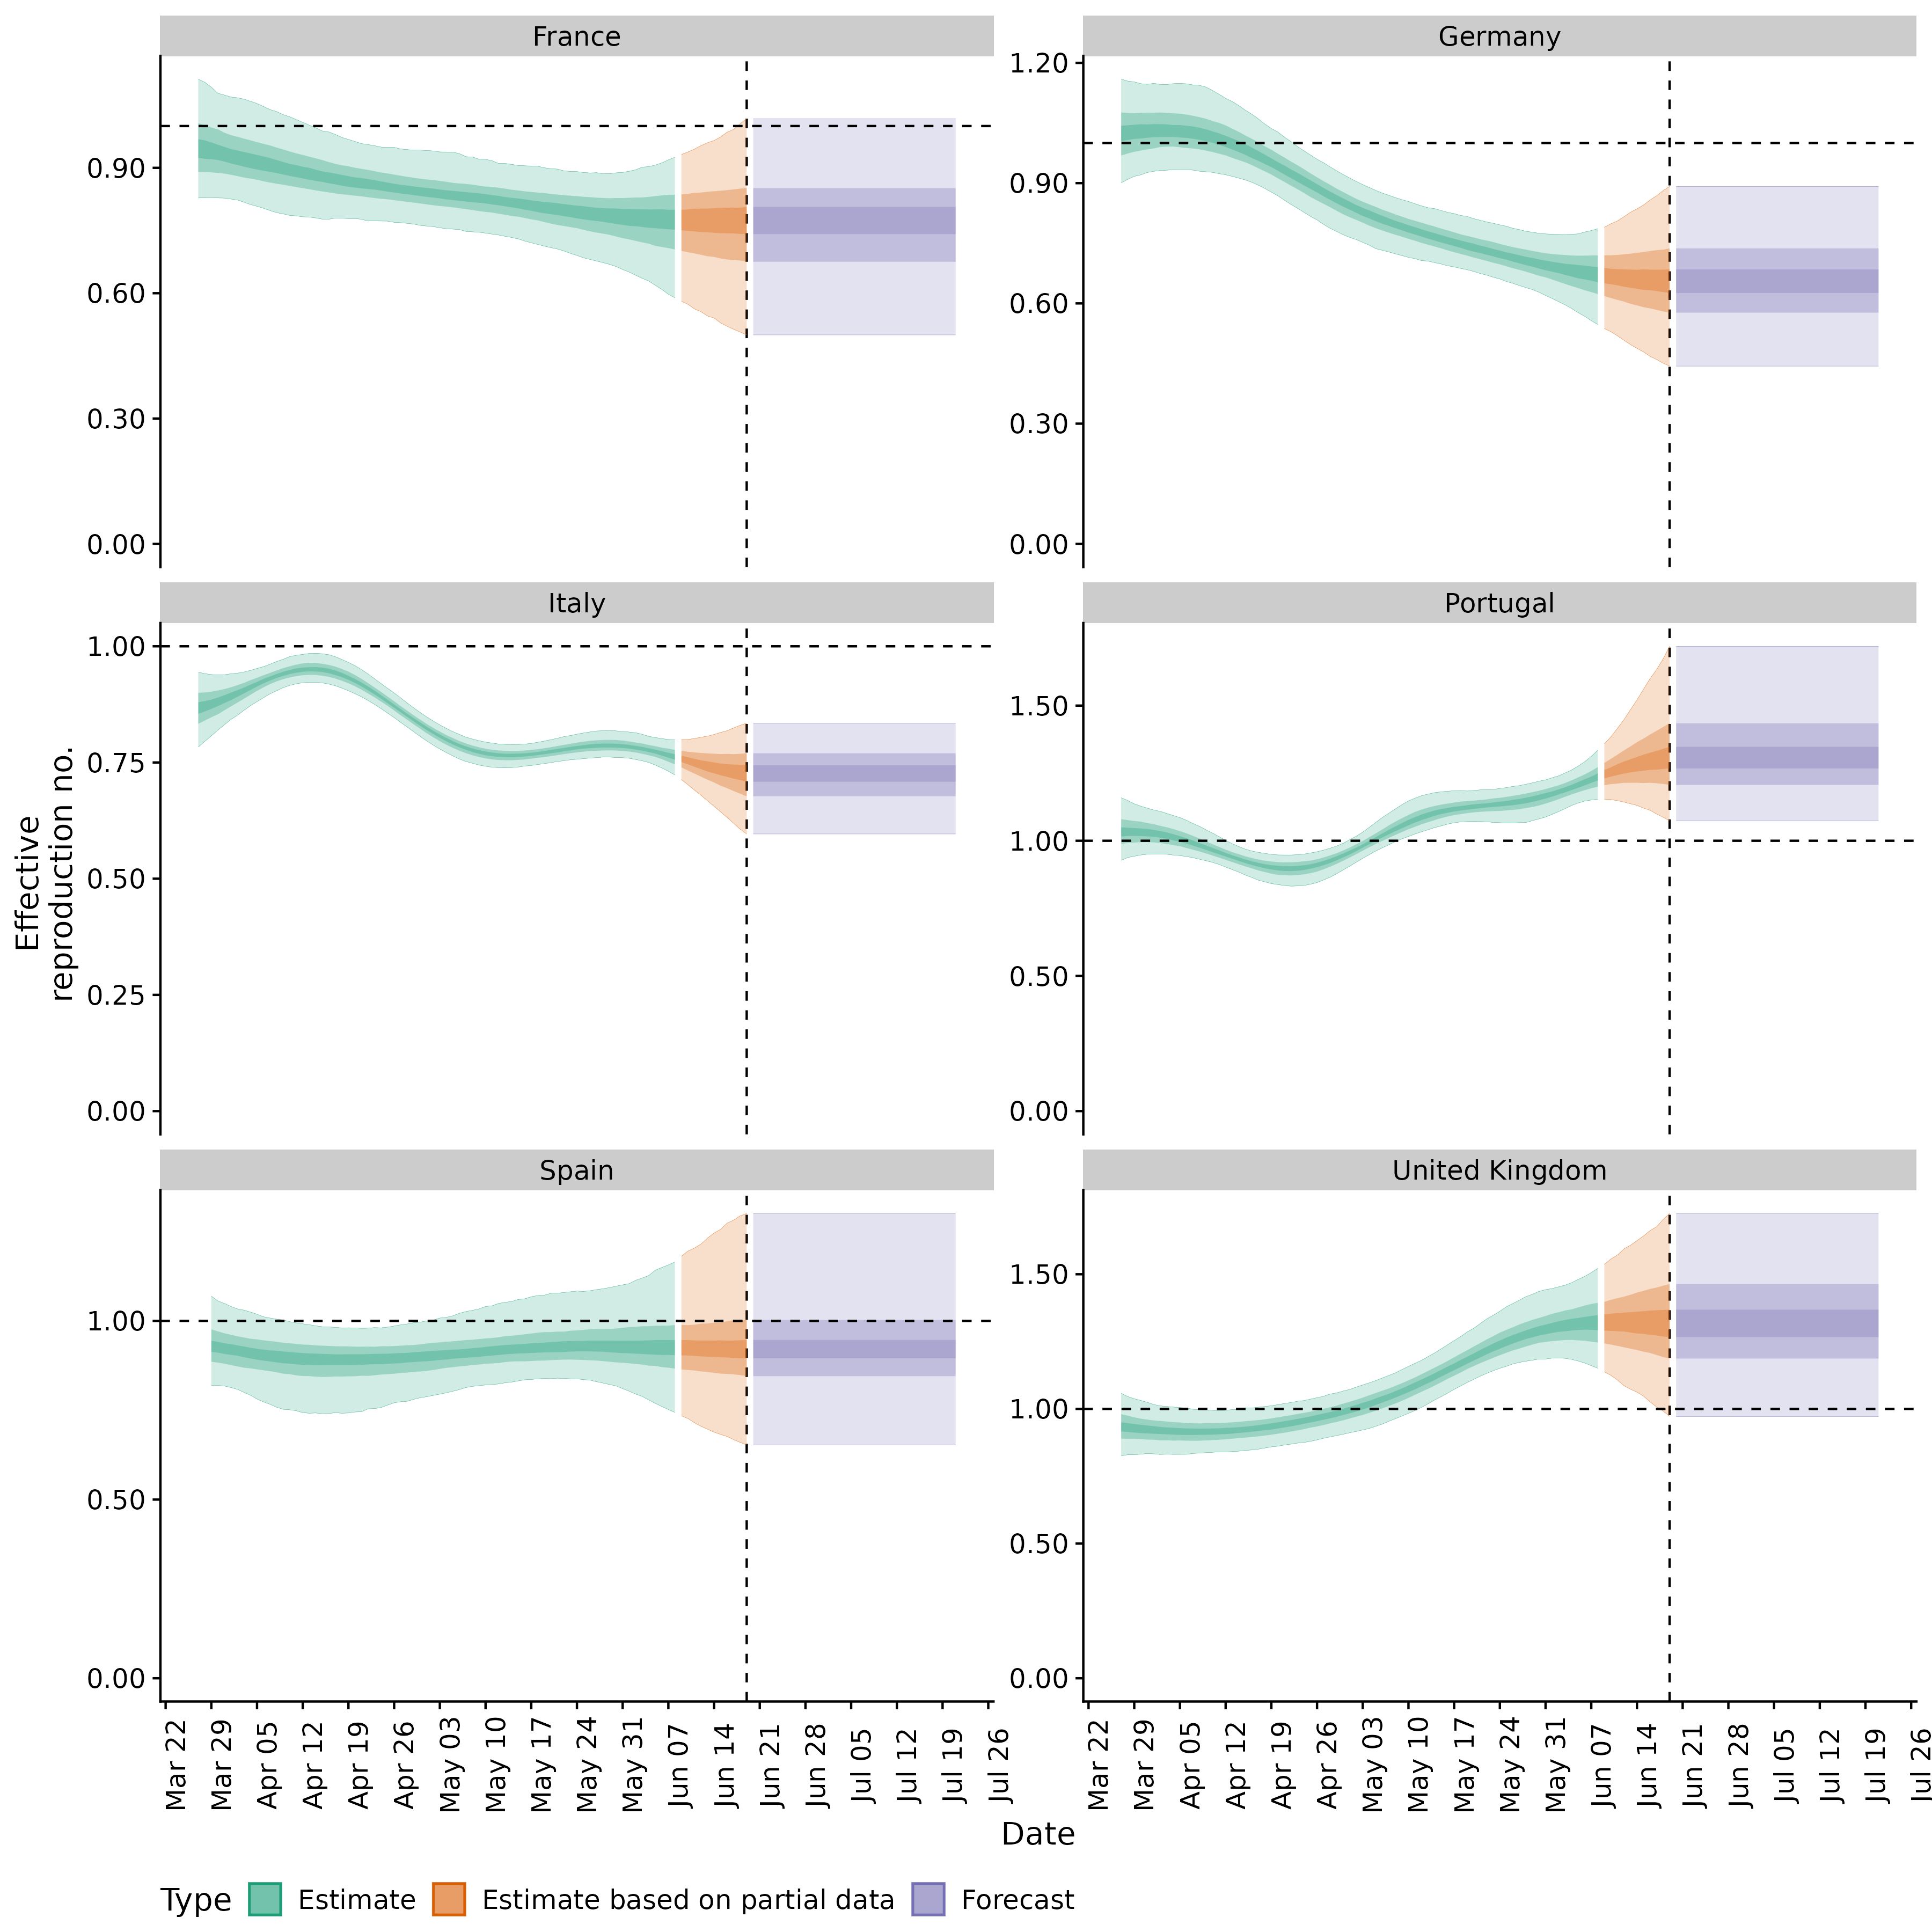 France
Germany
0.90
0.60
0.30
0.00
1.20
0.90
0.60
0.30
0.00
Italy
Portugal
1.00
0.75
0.50
0.25
0.00
1.50
1.00
0.50
0.00
Spain
United Kingdom
1.00
0.50
0.00
1.50
1.00
0.50
0.00
Effective
reproduction no.
Mar 22
Mar 29
Apr 05
Apr 12
Apr 19
Apr 26
May 03
May 10
May 17
May 24
May 31
Jun 07
Jun 14
Jun 21
Jun 28
Jul 05
Jul 12
Jul 19
Jul 26
Mar 22
Mar 29
Apr 05
Apr 12
Apr 19
Apr 26
May 03
May 10
May 17
May 24
May 31
Jun 07
Jun 14
Jun 21
Jun 28
Jul 05
Jul 12
Jul 19
Jul 26
Date
Type Estimate Estimate based on partial data Forecast